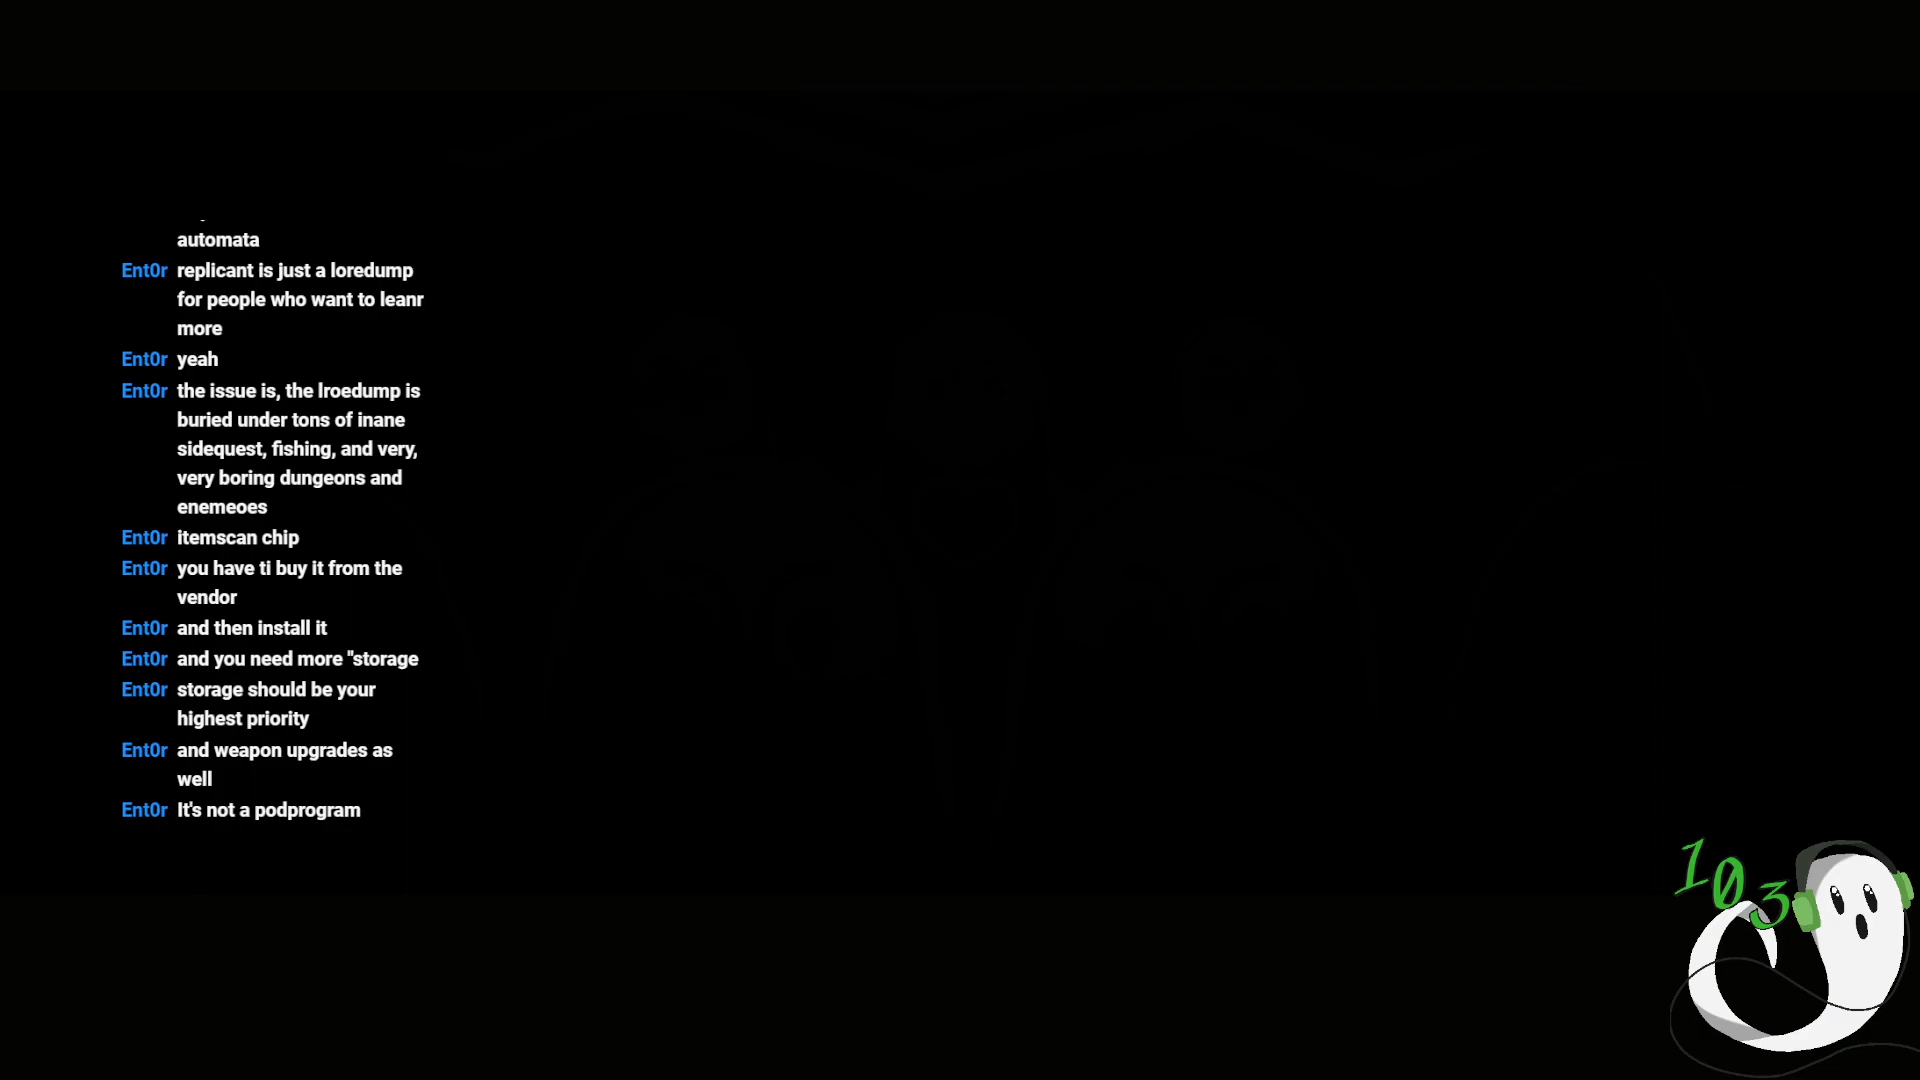 automata
Ent0r replicant is just a loredump
for people who want to leanr
more
Ent0r yeah
Ent0r the issue is, the lroedump is
buried under tons of inane
sidequest, fishing, and very,
very boring dungeons and
enemeoes
Ent0r itemscan chip
Ent0r you have ti buy it from the
vendor
Ent0r and then install it
Ent0r and you need more "storage
Ent0r storage should be your
highest priority
Ent0r and weapon upgrades as
well
Ent0r It's not a podprogram
103